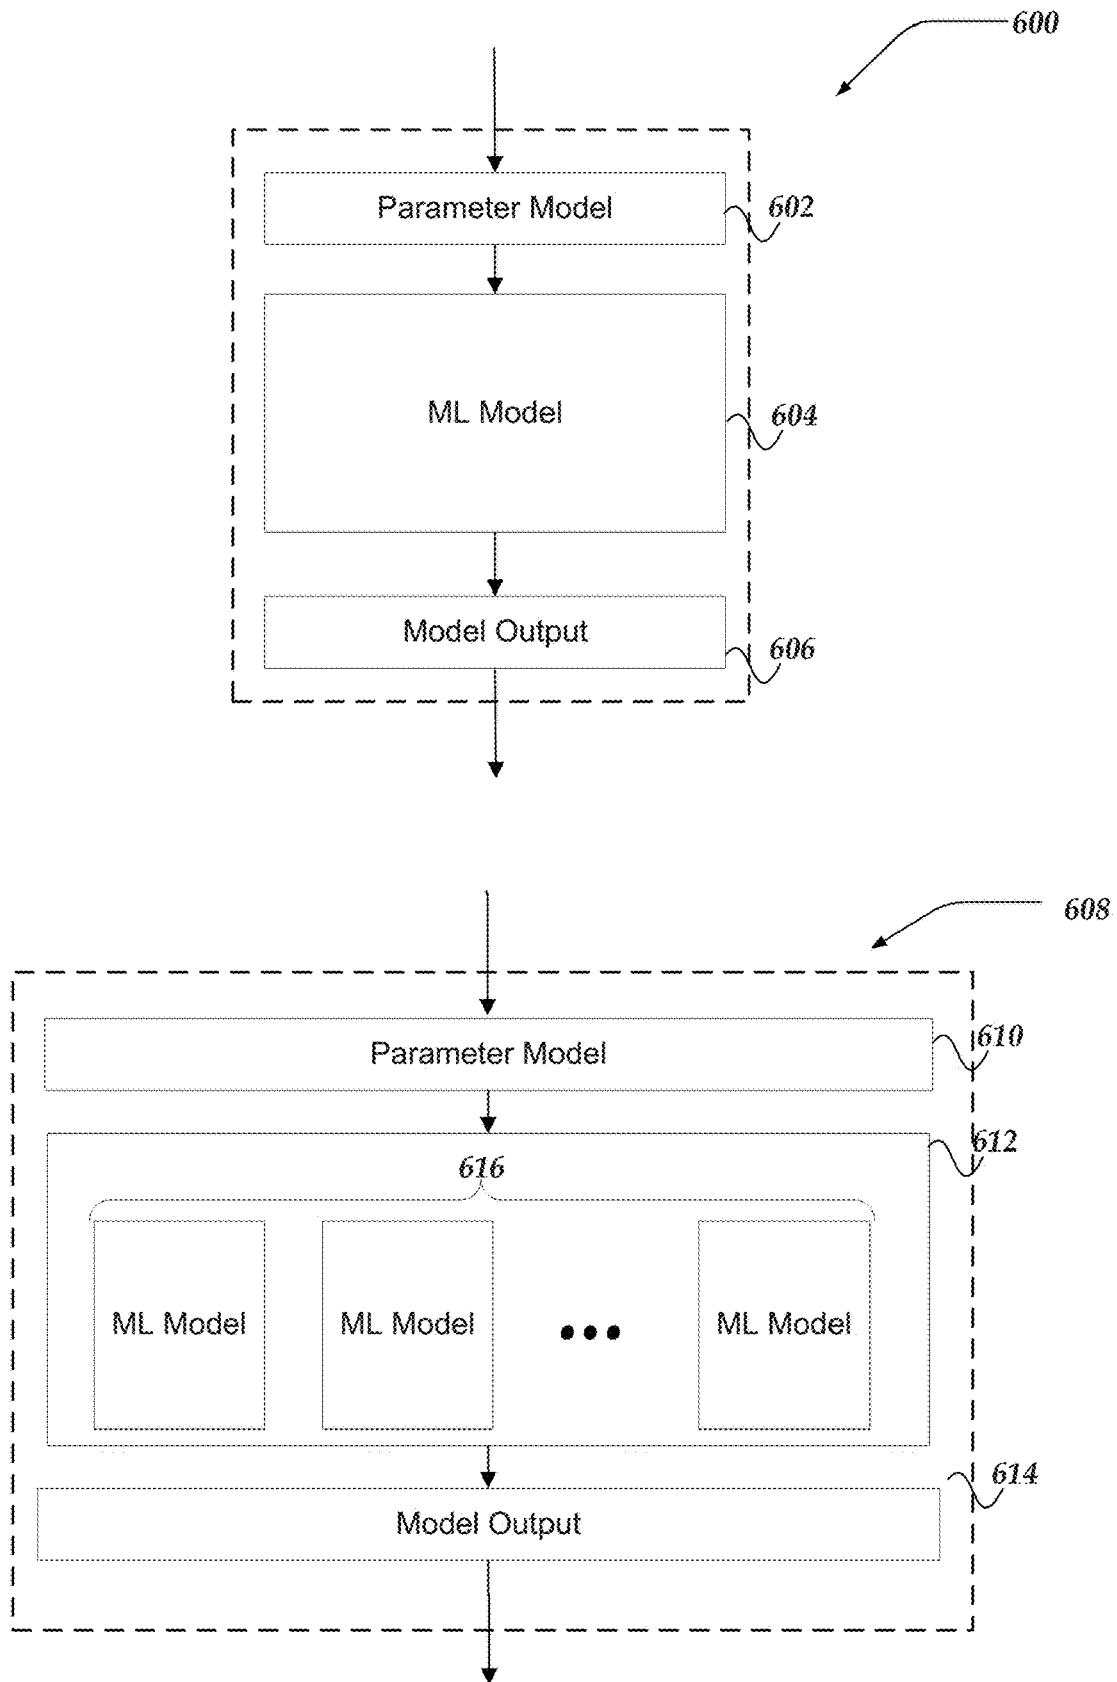 600
Parameter Model
602
ML Model
604
Model Output
606
608
Parameter Model
610
612
616
ML Model ML Model ••• ML Model
614
Model Output